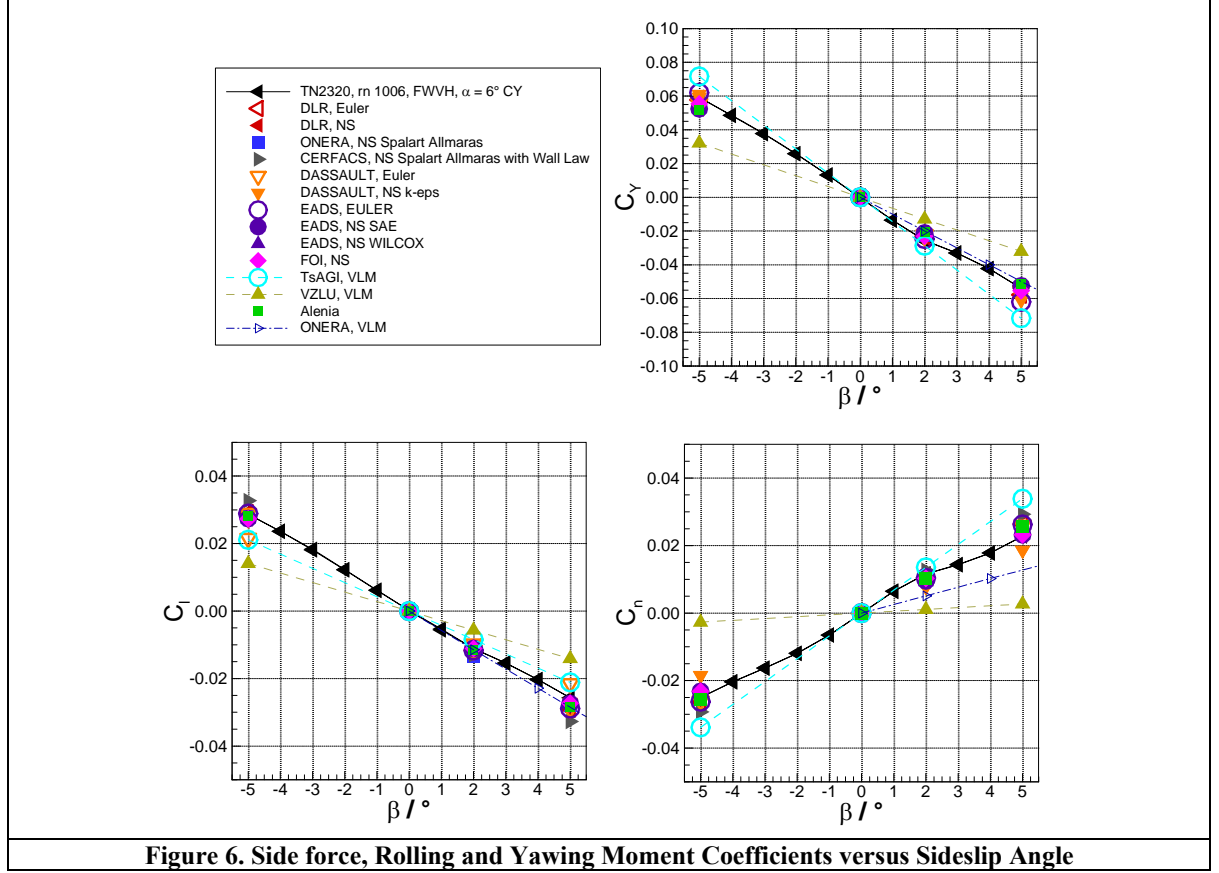 TN2320, rn 1006, FWVH, α = 6° CY
DLR, Euler
DLR, NS
ONERA, NS Spalart Allmaras
CERFACS, NS Spalart Allmaras with Wall Law
DASSAULT, Euler
DASSAULT, NS k-eps
EADS, EULER
EADS, NS SAE
EADS, NS WILCOX
FOI, NS
TsAGI, VLM
VZLU, VLM
Alenia
ONERA, VLM
C_Y
0.10
0.08
0.06
0.04
0.02
0.00
-0.02
-0.04
-0.06
-0.08
-0.10
-5 -4 -3 -2 -1 0 1 2 3 4 5
β / °
C_l
0.04
0.02
0.00
-0.02
-0.04
-5 -4 -3 -2 -1 0 1 2 3 4 5
β / °
C_n
0.04
0.02
0.00
-0.02
-0.04
-5 -4 -3 -2 -1 0 1 2 3 4 5
β / °
Figure 6. Side force, Rolling and Yawing Moment Coefficients versus Sideslip Angle